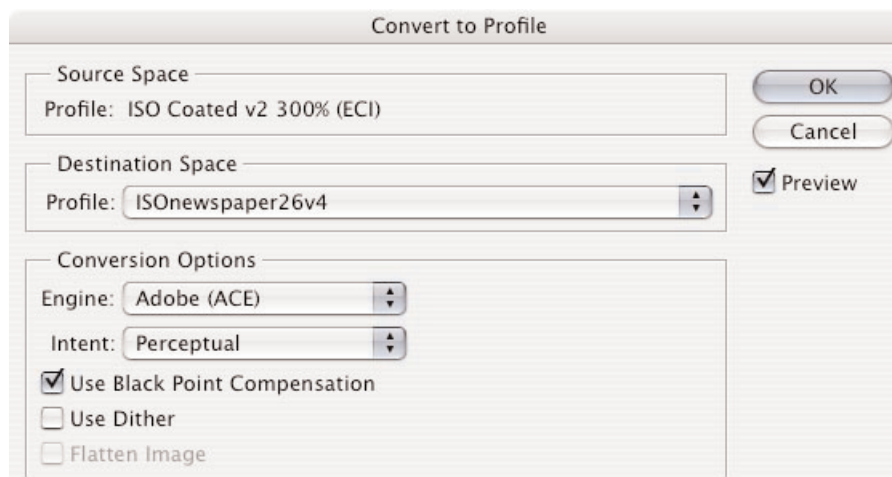 Convert to Profile
Source Space
Profile: ISO Coated v2 300% (ECI)
OK
Cancel
Destination Space
Profile: ISOnewspaper26v4
Preview
Conversion Options
Engine: Adobe (ACE)
Intent: Perceptual
Use Black Point Compensation
Use Dither
Flatten Image